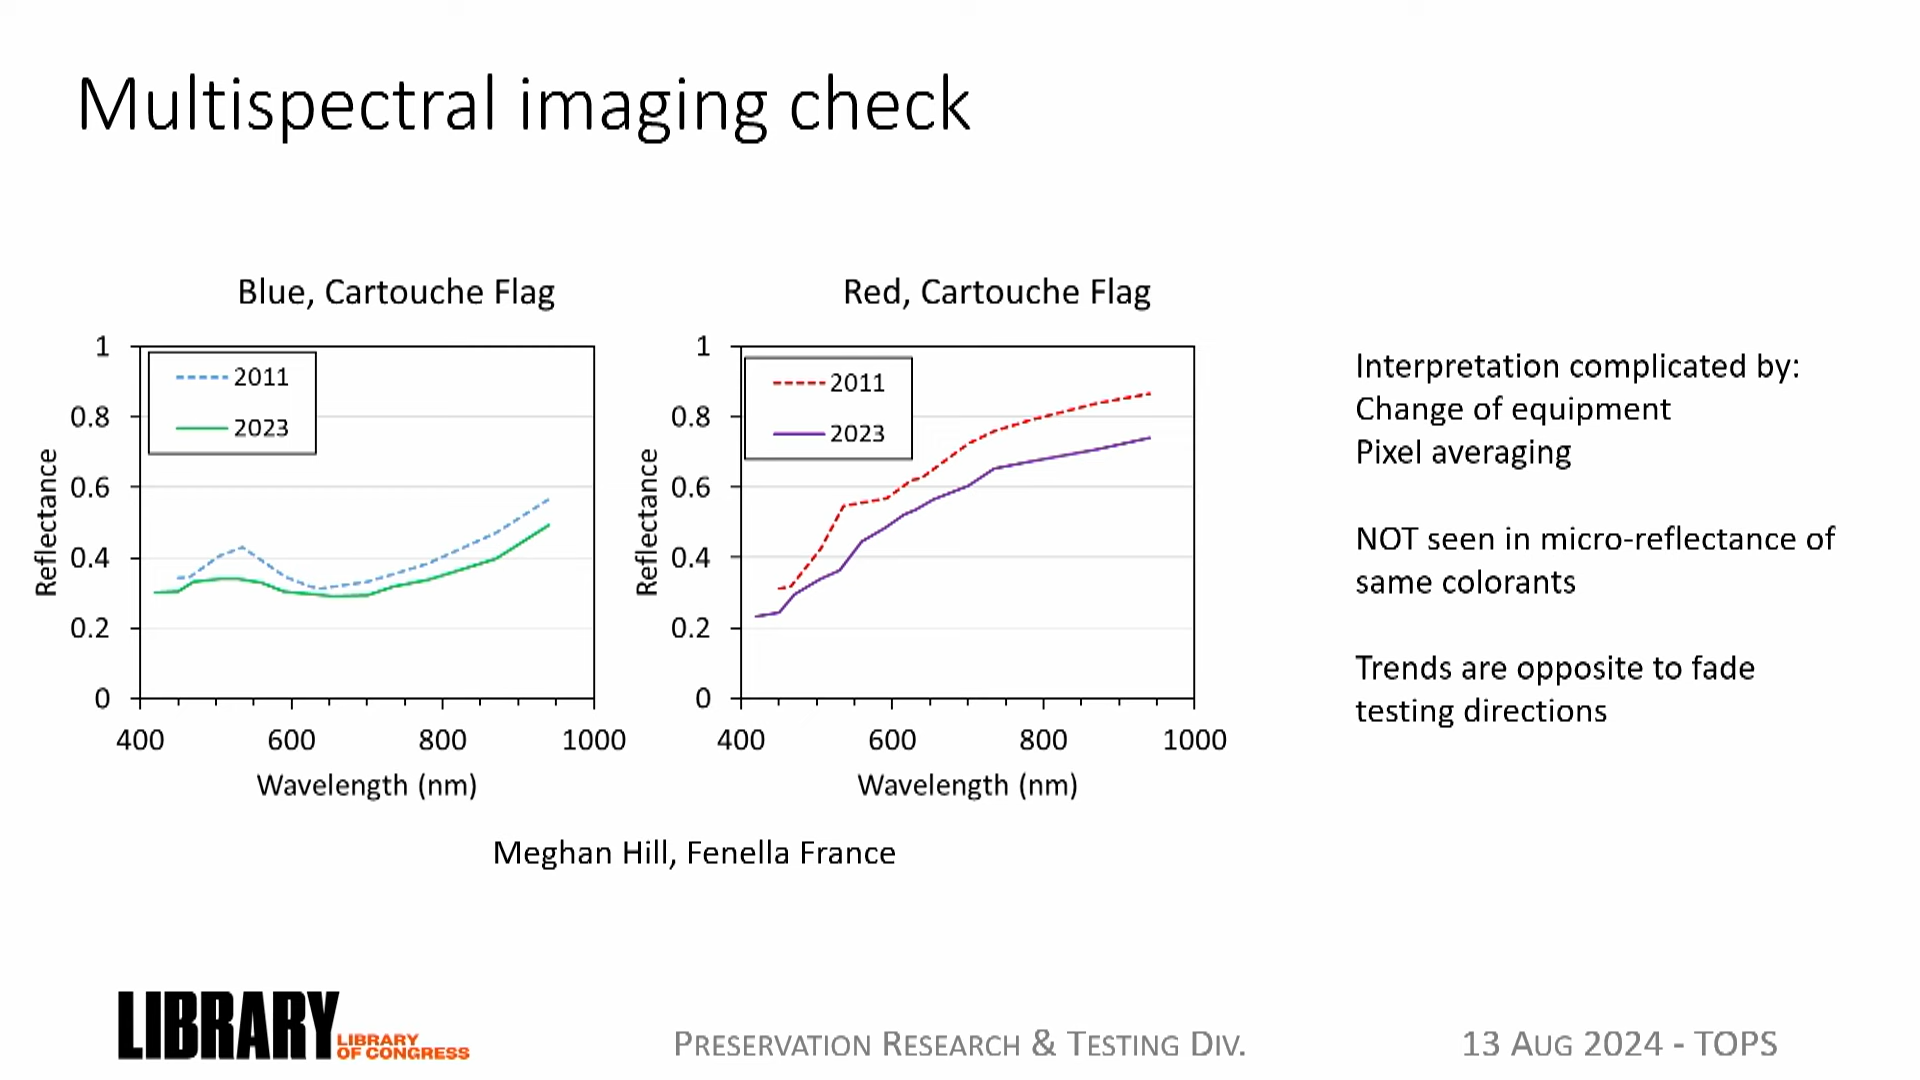 Multispectral imaging check
Blue, Cartouche Flag
1
0.8
0.6
0.4
0.2
0
Reflectance
2011
2023
400 600 800 1000
Wavelength (nm)
Red, Cartouche Flag
1
0.8
0.6
0.4
0.2
0
Reflectance
2011
2023
400 600 800 1000
Wavelength (nm)
Meghan Hill, Fenella France
Interpretation complicated by:
Change of equipment
Pixel averaging
NOT seen in micro-reflectance of
same colorants
Trends are opposite to fade
testing directions
LIBRARY
LIBRARY
OF CONGRESS
PRESERVATION RESEARCH & TESTING DIV.
13 AUG 2024 - TOPS